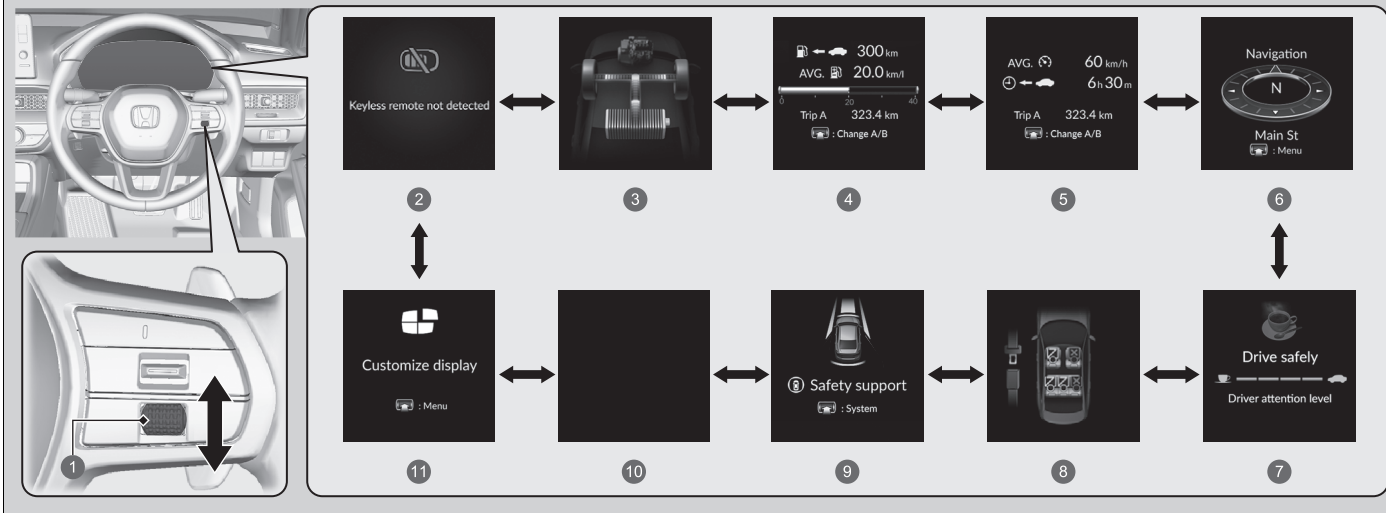 Keyless remote not detected
300 km
AVG. 20.0 km/l
0 20 40
Trip A 323.4 km
: Change A/B
AVG. 60 km/h
6 h 30 m
Trip A 323.4 km
: Change A/B
Navigation
N
Main St
: Menu
2
3
4
5
6
Customize display
: Menu
Safety support
: System
Drive safely
Driver attention level
1
11
10
9
8
7